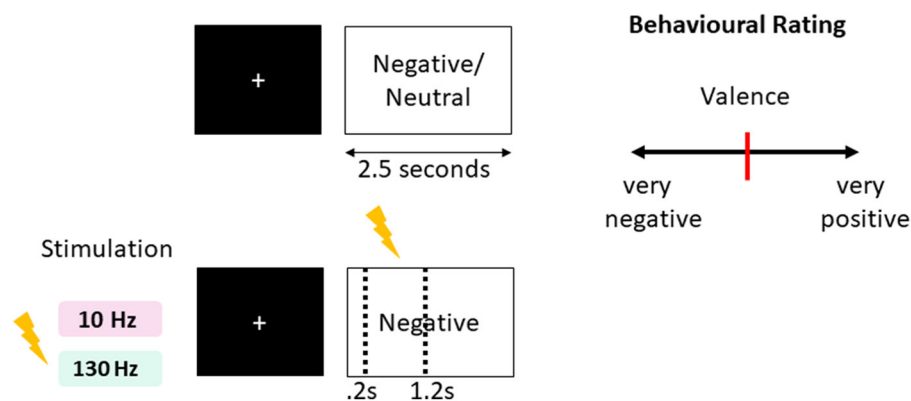 Behavioural Rating
+
Negative/
Neutral
2.5 seconds
Valence
very
negative
very
positive
Stimulation
10 Hz
130 Hz
+
Negative
.2s
1.2s